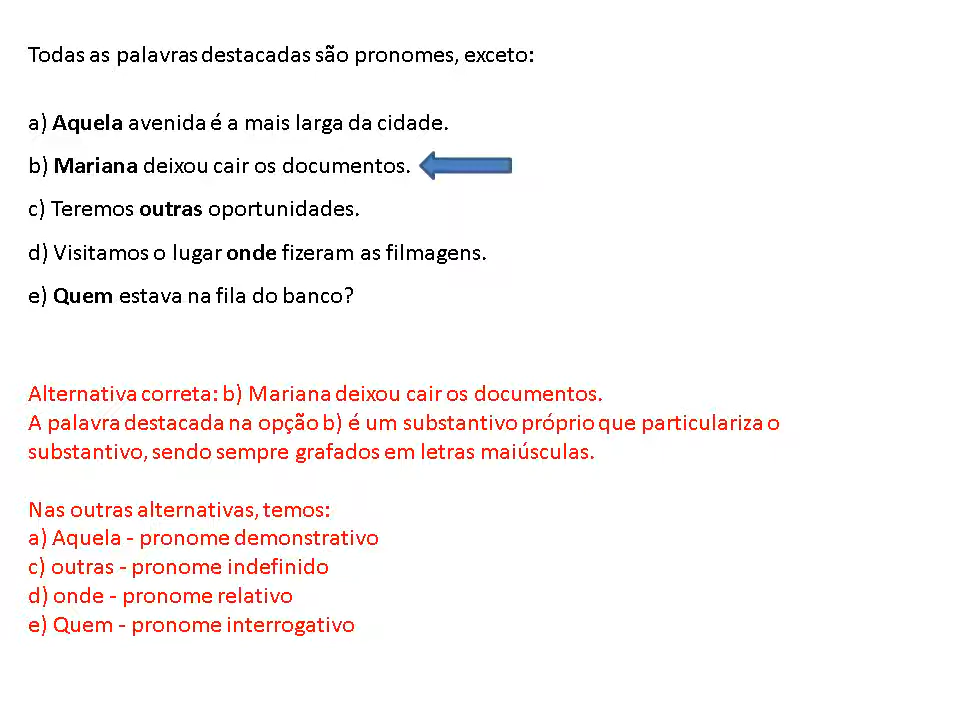 Todas as palavras destacadas são pronomes, exceto:
a) Aquela avenida é a mais larga da cidade.
b) Mariana deixou cair os documentos.
c) Teremos outras oportunidades.
d) Visitamos o lugar onde fizeram as filmagens.
e) Quem estava na fila do banco?
Alternativa correta: b) Mariana deixou cair os documentos.
A palavra destacada na opção b) é um substantivo próprio que particulariza o
substantivo, sendo sempre grafados em letras maiúsculas.
Nas outras alternativas, temos:
a) Aquela - pronome demonstrativo
c) outras - pronome indefinido
d) onde - pronome relativo
e) Quem - pronome interrogativo